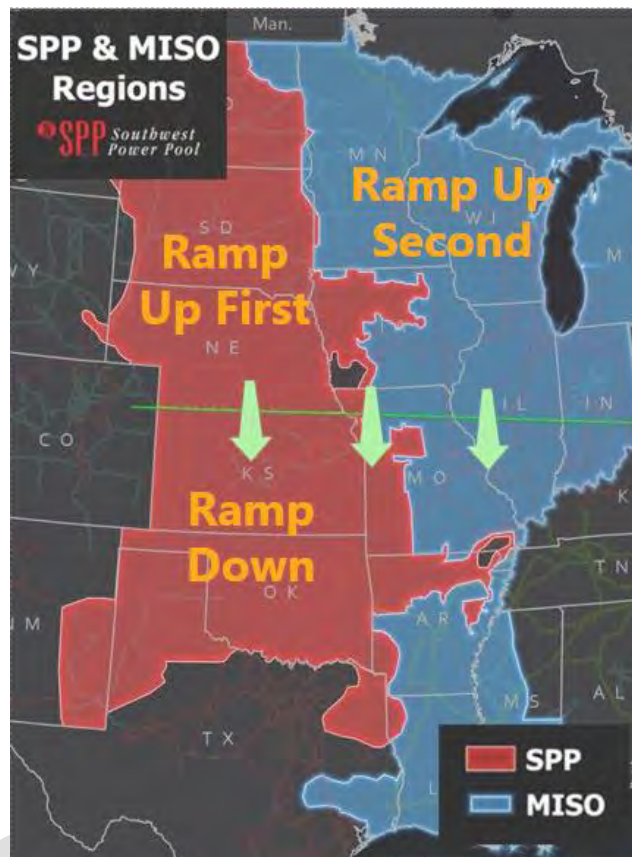 Man.
SPP & MISO
Regions
SPP Southwest
Power Pool
D
MN
Ramp Up
Second
WI
M
SD
Ramp
Up First
NE
IL
IN
CO
KS
MO
Ramp
Down
K
TN
OK
AR
MS
AL
TX
L
SPP
MISO